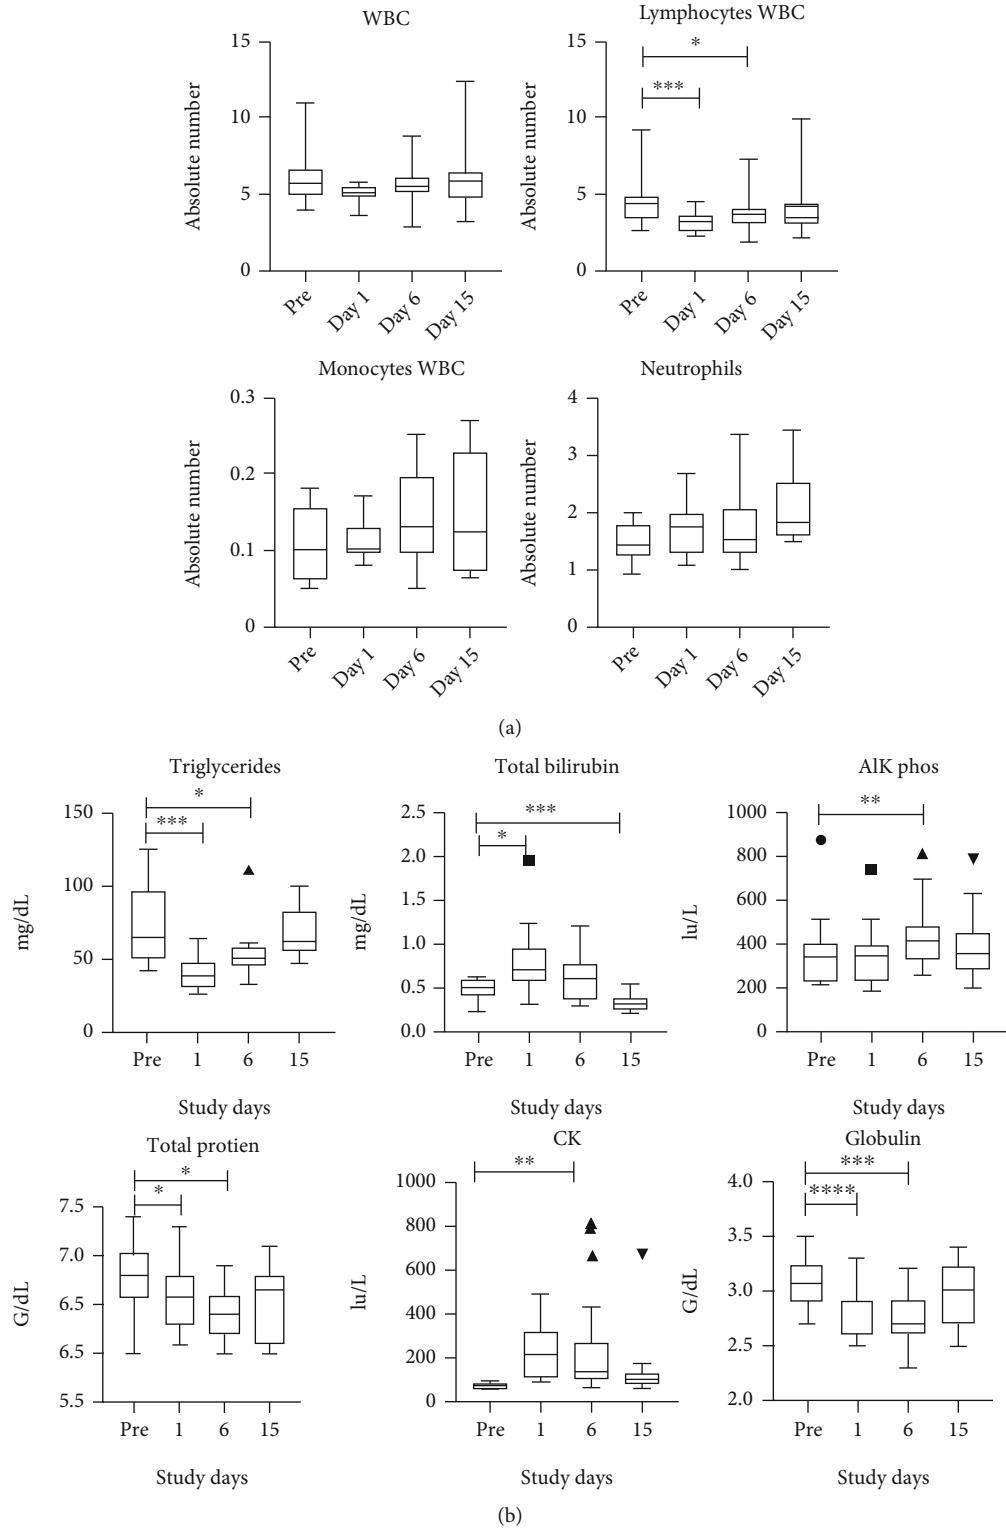 WBC
15
10
5
0
Absolute number
Pre
Day 1
Day 6
Day 15
Lymphocytes WBC
15
10
5
0
Absolute number
*
***
Pre
Day 1
Day 6
Day 15
Monocytes WBC
0.3
0.2
0.1
0
Absolute number
Pre
Day 1
Day 6
Day 15
Neutrophils
4
3
2
1
0
Absolute number
Pre
Day 1
Day 6
Day 15
(a)
Triglycerides
150
100
50
0
mg/dL
*
***
Pre 1 6 15
Study days
Total bilirubin
2.5
2.0
1.5
1.0
0.5
0.0
mg/dL
***
*
Pre 1 6 15
Study days
AlK phos
1000
800
600
400
200
0
lu/L
**
Pre 1 6 15
Study days
Total protien
7.5
7.0
6.5
6.5
5.5
G/dL
*
*
Pre 1 6 15
Study days
CK
1000
800
600
400
200
0
lu/L
**
Pre 1 6 15
Study days
Globulin
4.0
3.5
3.0
2.5
2.0
G/dL
***
****
Pre 1 6 15
Study days
(b)